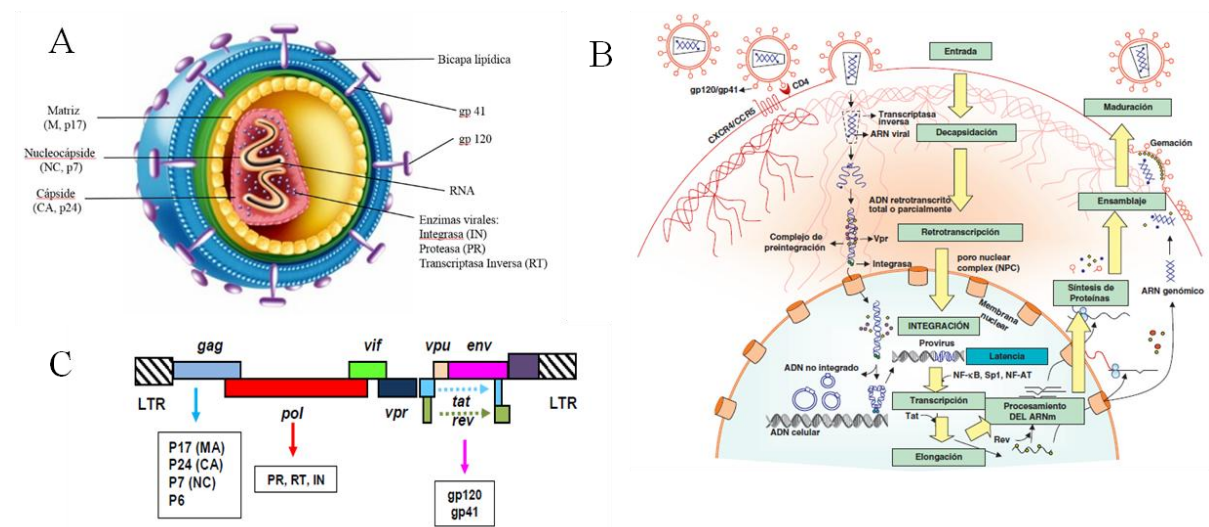 A
Bicapa lipídica
gp 41
gp 120
Matriz
(M, p17)
Nucleocápside
(NC, p7)
Cápside
(CA, p24)
RNA
Enzimas virales:
Integrasa (IN)
Proteasa (PR)
Transcriptasa Inversa (RT)
B
Entrada
gp120/gp41
CD4
CXCR4/CCR5
Transcriptasa
inversa
ARN viral
Decapsidación
ADN retrotranscrito
total o parcialmente
Complejo de
preintegración
Vpr
Integrasa
Retrotranscripción
poro nuclear
complex (NPC)
Membrana
nuclear
INTEGRACIÓN
Provirus
Latencia
ADN no integrado
NF-κB, Sp1, NF-AT
Transcripción
Tat
ADN celular
Elongación
Procesamiento
DEL ARNm
Rev
Síntesis de
Proteínas
ARN genómico
Ensamblaje
Gemación
Maduración
C
LTR
gag
pol
vif
vpr
vpu
env
tat
rev
LTR
P17 (MA)
P24 (CA)
P7 (NC)
P6
PR, RT, IN
gp120
gp41